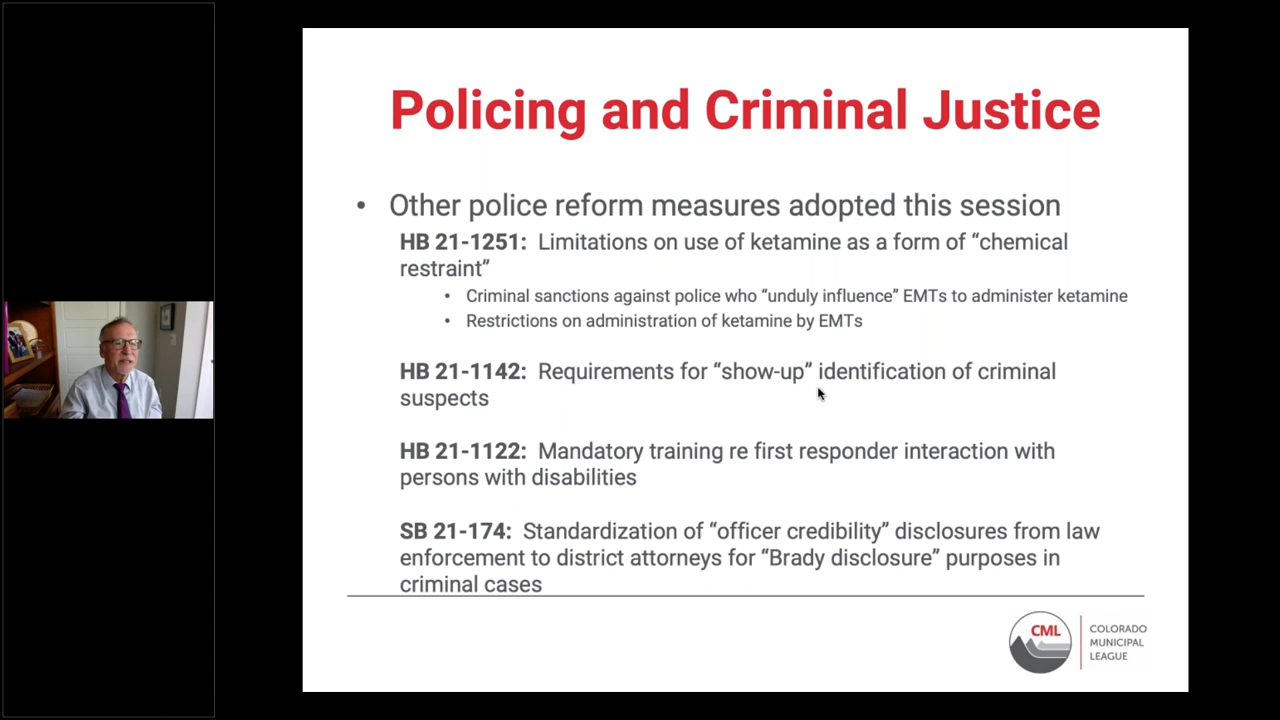 Policing and Criminal Justice
• Other police reform measures adopted this session
HB 21-1251: Limitations on use of ketamine as a form of “chemical
restraint”
• Criminal sanctions against police who “unduly influence” EMTs to administer ketamine
• Restrictions on administration of ketamine by EMTs
HB 21-1142: Requirements for “show-up” identification of criminal
suspects
HB 21-1122: Mandatory training re first responder interaction with
persons with disabilities
SB 21-174: Standardization of “officer credibility” disclosures from law
enforcement to district attorneys for “Brady disclosure” purposes in
criminal cases
CML
COLORADO
MUNICIPAL
LEAGUE